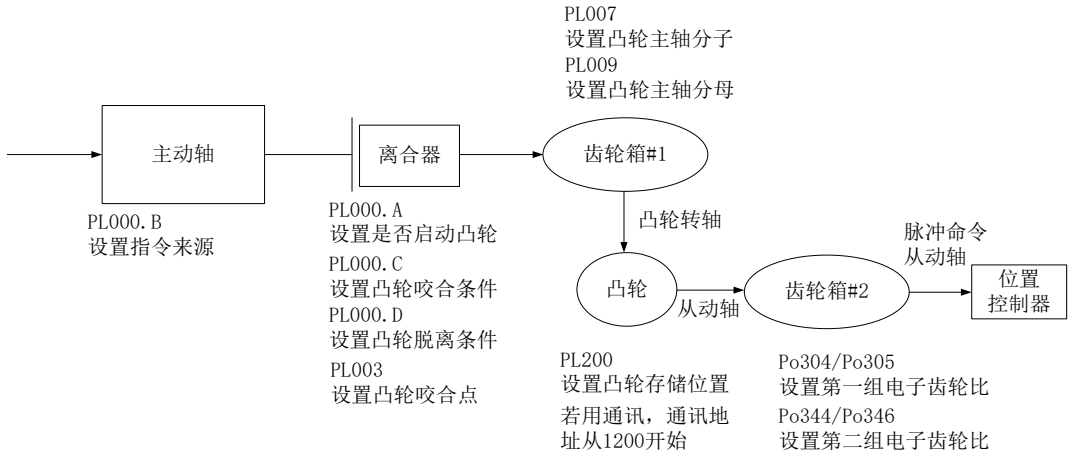 PL007
设置凸轮主轴分子
PL009
设置凸轮主轴分母
主动轴
离合器
齿轮箱#1
PL000.B
设置指令来源
PL000.A
设置是否启动凸轮
PL000.C
设置凸轮咬合条件
PL000.D
设置凸轮脱离条件
PL003
设置凸轮咬合点
凸轮转轴
凸轮
从动轴
齿轮箱#2
脉冲命令
从动轴
位置
控制器
PL200
设置凸轮存储位置
若用通讯，通讯地
址从1200开始
Po304/Po305
设置第一组电子齿轮比
Po344/Po346
设置第二组电子齿轮比